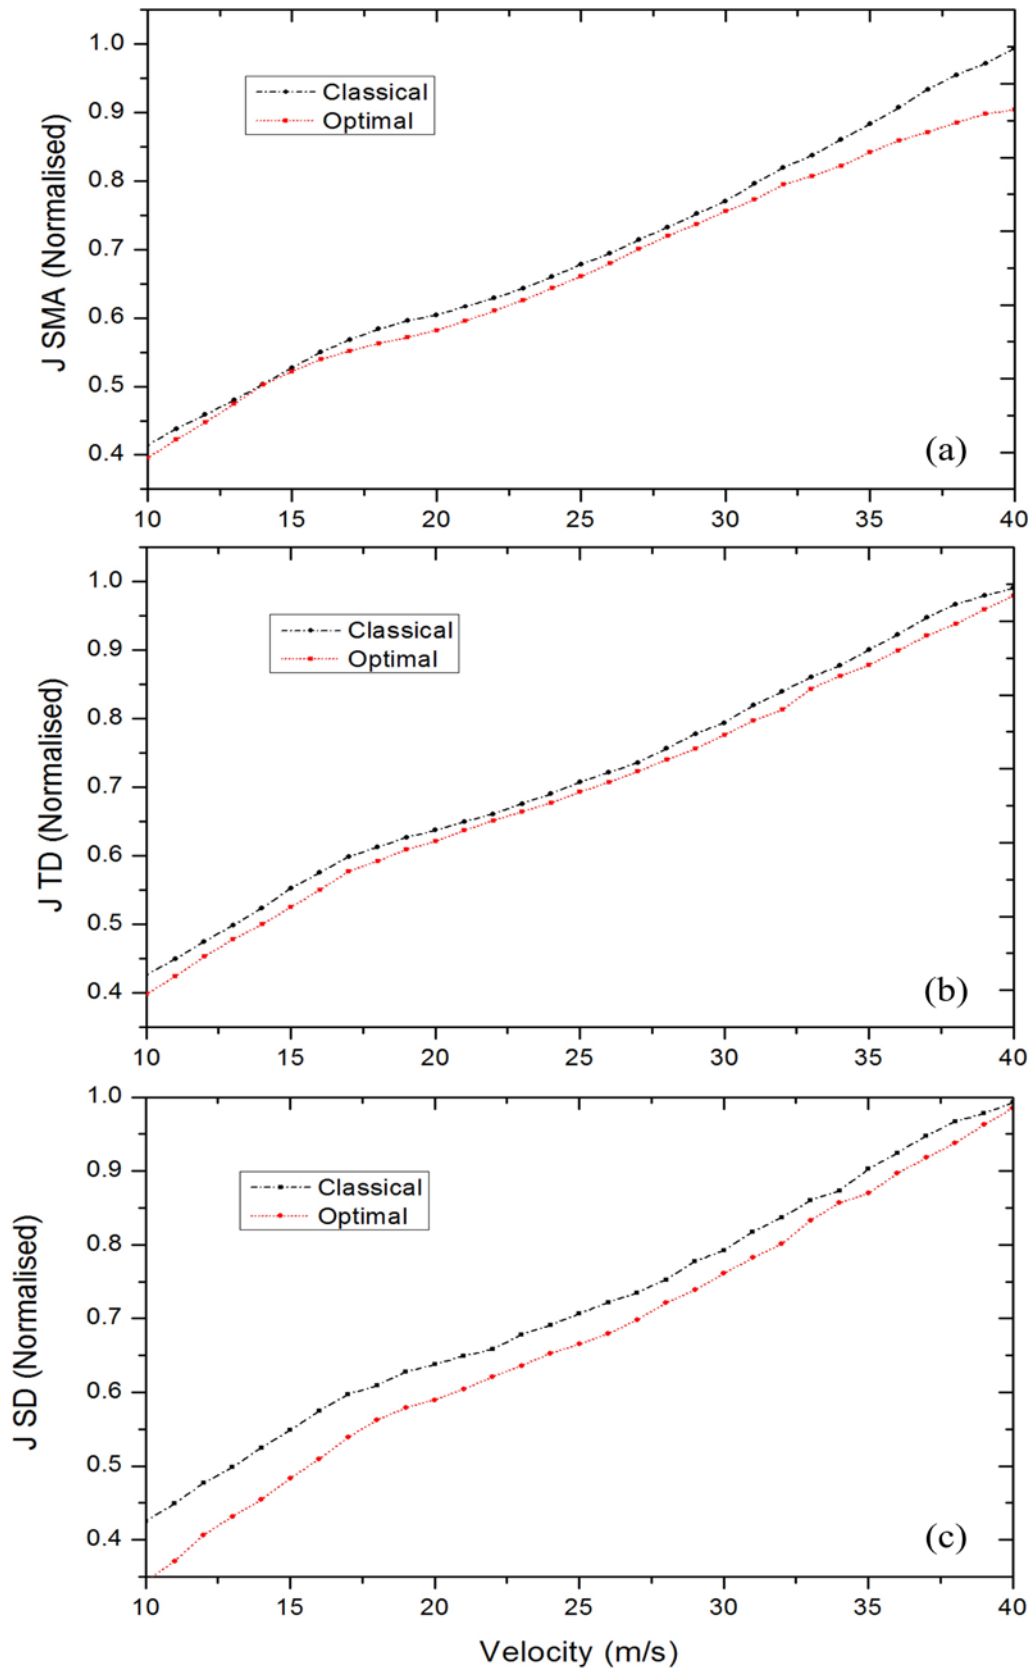 1.0
0.9
0.8
0.7
0.6
0.5
0.4
J SMA (Normalised)
Classical
Optimal
(a)
10 15 20 25 30 35 40
1.0
0.9
0.8
0.7
0.6
0.5
0.4
J TD (Normalised)
Classical
Optimal
(b)
10 15 20 25 30 35 40
1.0
0.9
0.8
0.7
0.6
0.5
0.4
J SD (Normalised)
Classical
Optimal
(c)
10 15 20 25 30 35 40
Velocity (m/s)